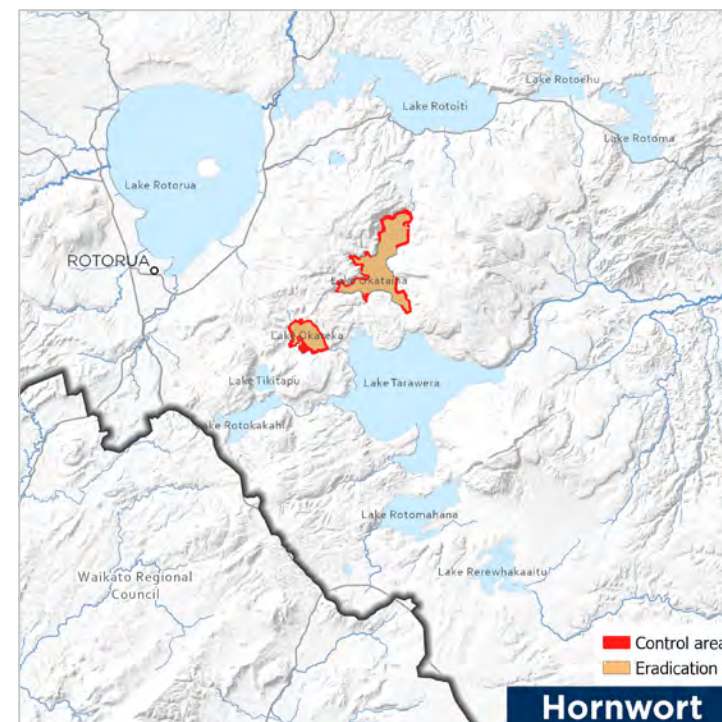 Lake Rotoehu
Lake Rotoiti
Lake Rotoma
Lake Rotorua
ROTORUA
Lake Okataina
Lake Okareka
Lake Tikitapu
Lake Tarawera
Lake Rotokakahi
Lake Rotomahana
Lake Rerewhakaaitu
Waikato Regional
Council
Control area
Eradication
Hornwort